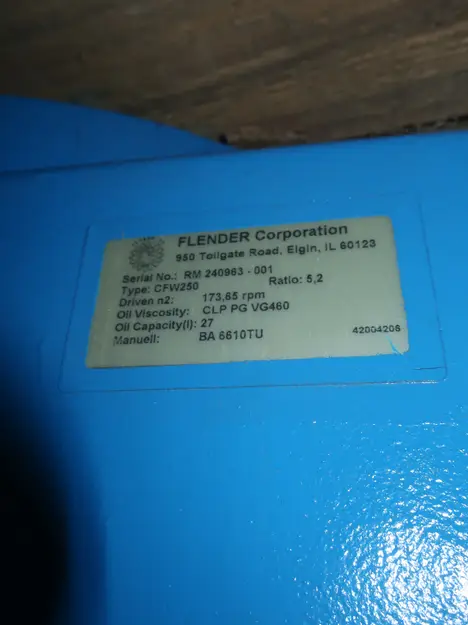 FLENDER Corporation
950 Tollgate Road, Elgin, IL 60123
Serial No.: RM 240963 - 001
Type: CFW250 Ratio: 5,2
Driven n2: 173,65 rpm
Oil Viscosity: CLP PG VG460
Oil Capacity(l): 27
Manuell: BA 6610TU 42004206